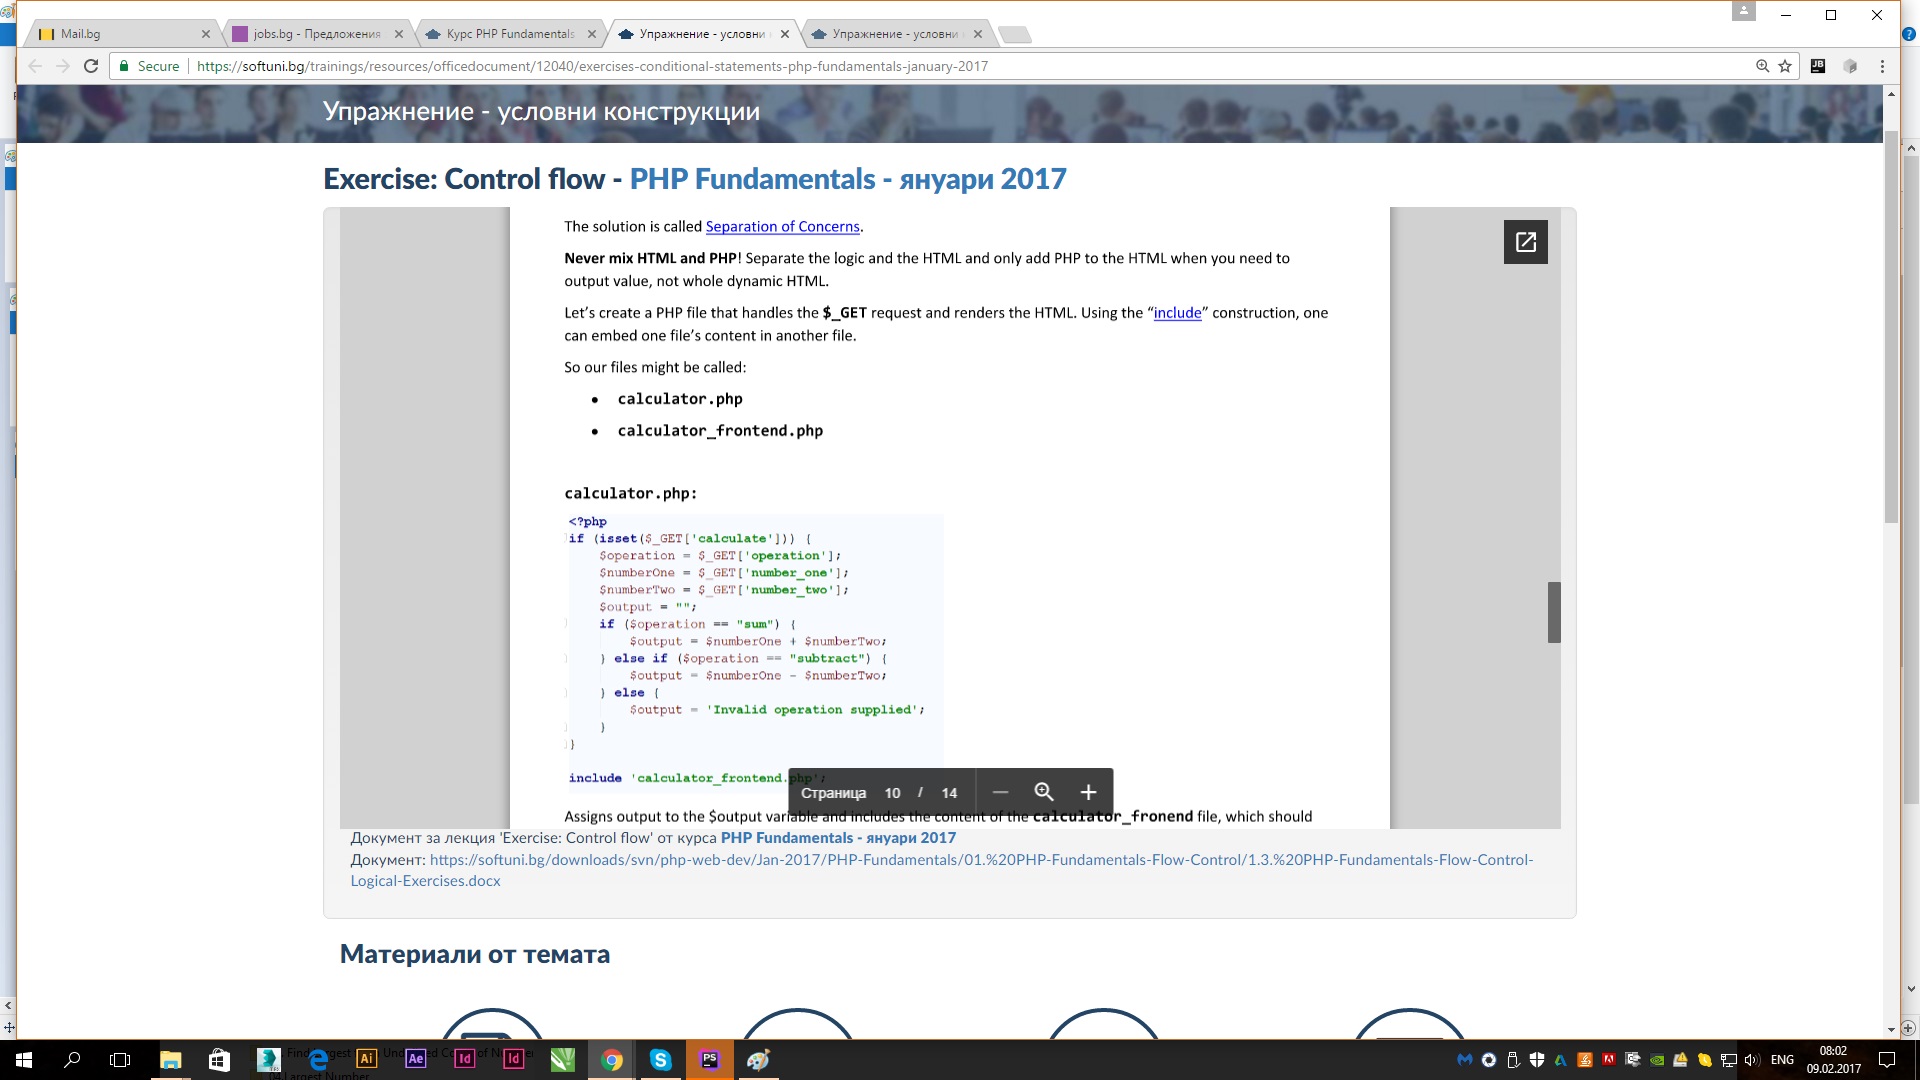 Mail.bg
jobs.bg - Предложения
Курс PHP Fundamentals
Упражнение - условни
Упражнение - условни
Secure
https://softuni.bg/trainings/resources/officedocument/12040/exercises-conditional-statements-php-fundamentals-january-2017
JB
Упражнение - условни конструкции
Exercise: Control flow - PHP Fundamentals - януари 2017
The solution is called Separation of Concerns.
Never mix HTML and PHP! Separate the logic and the HTML and only add PHP to the HTML when you need to
output value, not whole dynamic HTML.
Let’s create a PHP file that handles the $_GET request and renders the HTML. Using the “include” construction, one
can embed one file’s content in another file.
So our files might be called:
• calculator.php
• calculator_frontend.php
calculator.php:
<?php
if (isset($_GET['calculate'])) {
$operation = $_GET['operation'];
$numberOne = $_GET['number_one'];
$numberTwo = $_GET['number_two'];
$output = "";
if ($operation == "sum") {
$output = $numberOne + $numberTwo;
} else if ($operation == "subtract") {
$output = $numberOne - $numberTwo;
} else {
$output = 'Invalid operation supplied';
}
}
include 'calculator_frontend.php';
Страница 10 / 14
Assigns output to the $output variable and includes the content of the calculator_fronend file, which should
Документ за лекция 'Exercise: Control flow' от курса PHP Fundamentals - януари 2017
Документ: https://softuni.bg/downloads/svn/php-web-dev/Jan-2017/PHP-Fundamentals/01.%20PHP-Fundamentals-Flow-Control/1.3.%20PHP-Fundamentals-Flow-Control-
Logical-Exercises.docx
Материали от темата
Ai
Ae
Id
Id
PS
ENG
08:02
09.02.2017